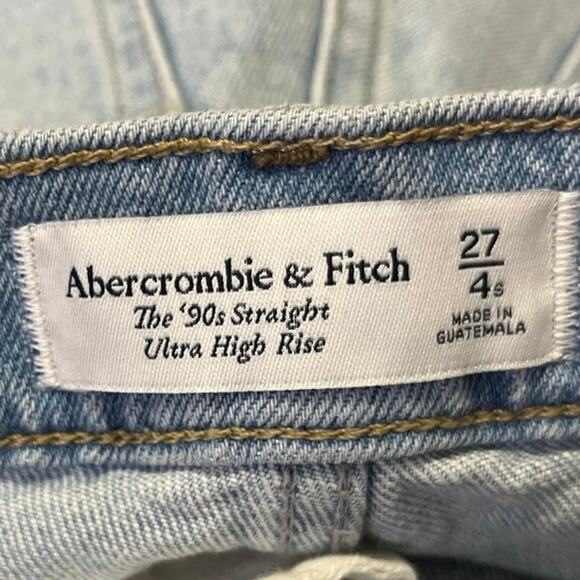 Abercrombie & Fitch
The ‘90s Straight
Ultra High Rise
27
4s
MADE IN
GUATEMALA